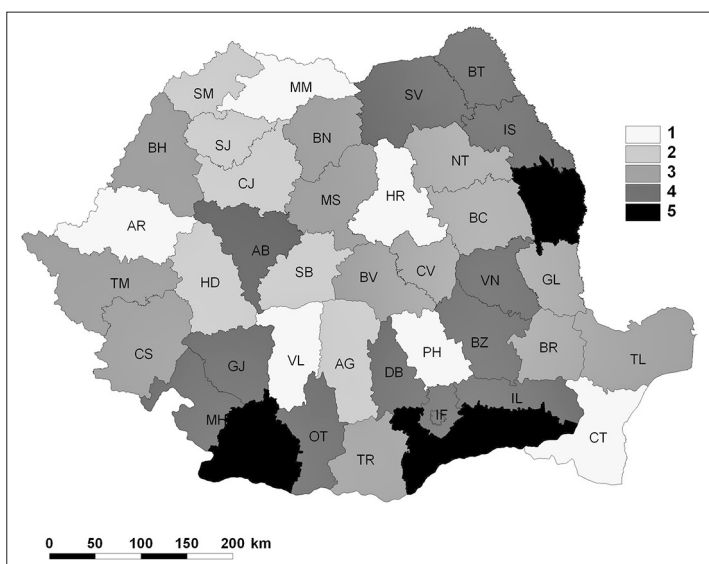 MM
BT
SM
SV
1
IS
2
BH
SJ
BN
NT
3
CJ
4
MS
HR
5
BC
AR
AB
TM
HD
SB
BV
CV
VN
GL
CS
GJ
VL
AG
DB
PH
BZ
BR
TL
MH
OT
IF
IL
CT
TR
0 50 100 150 200 km